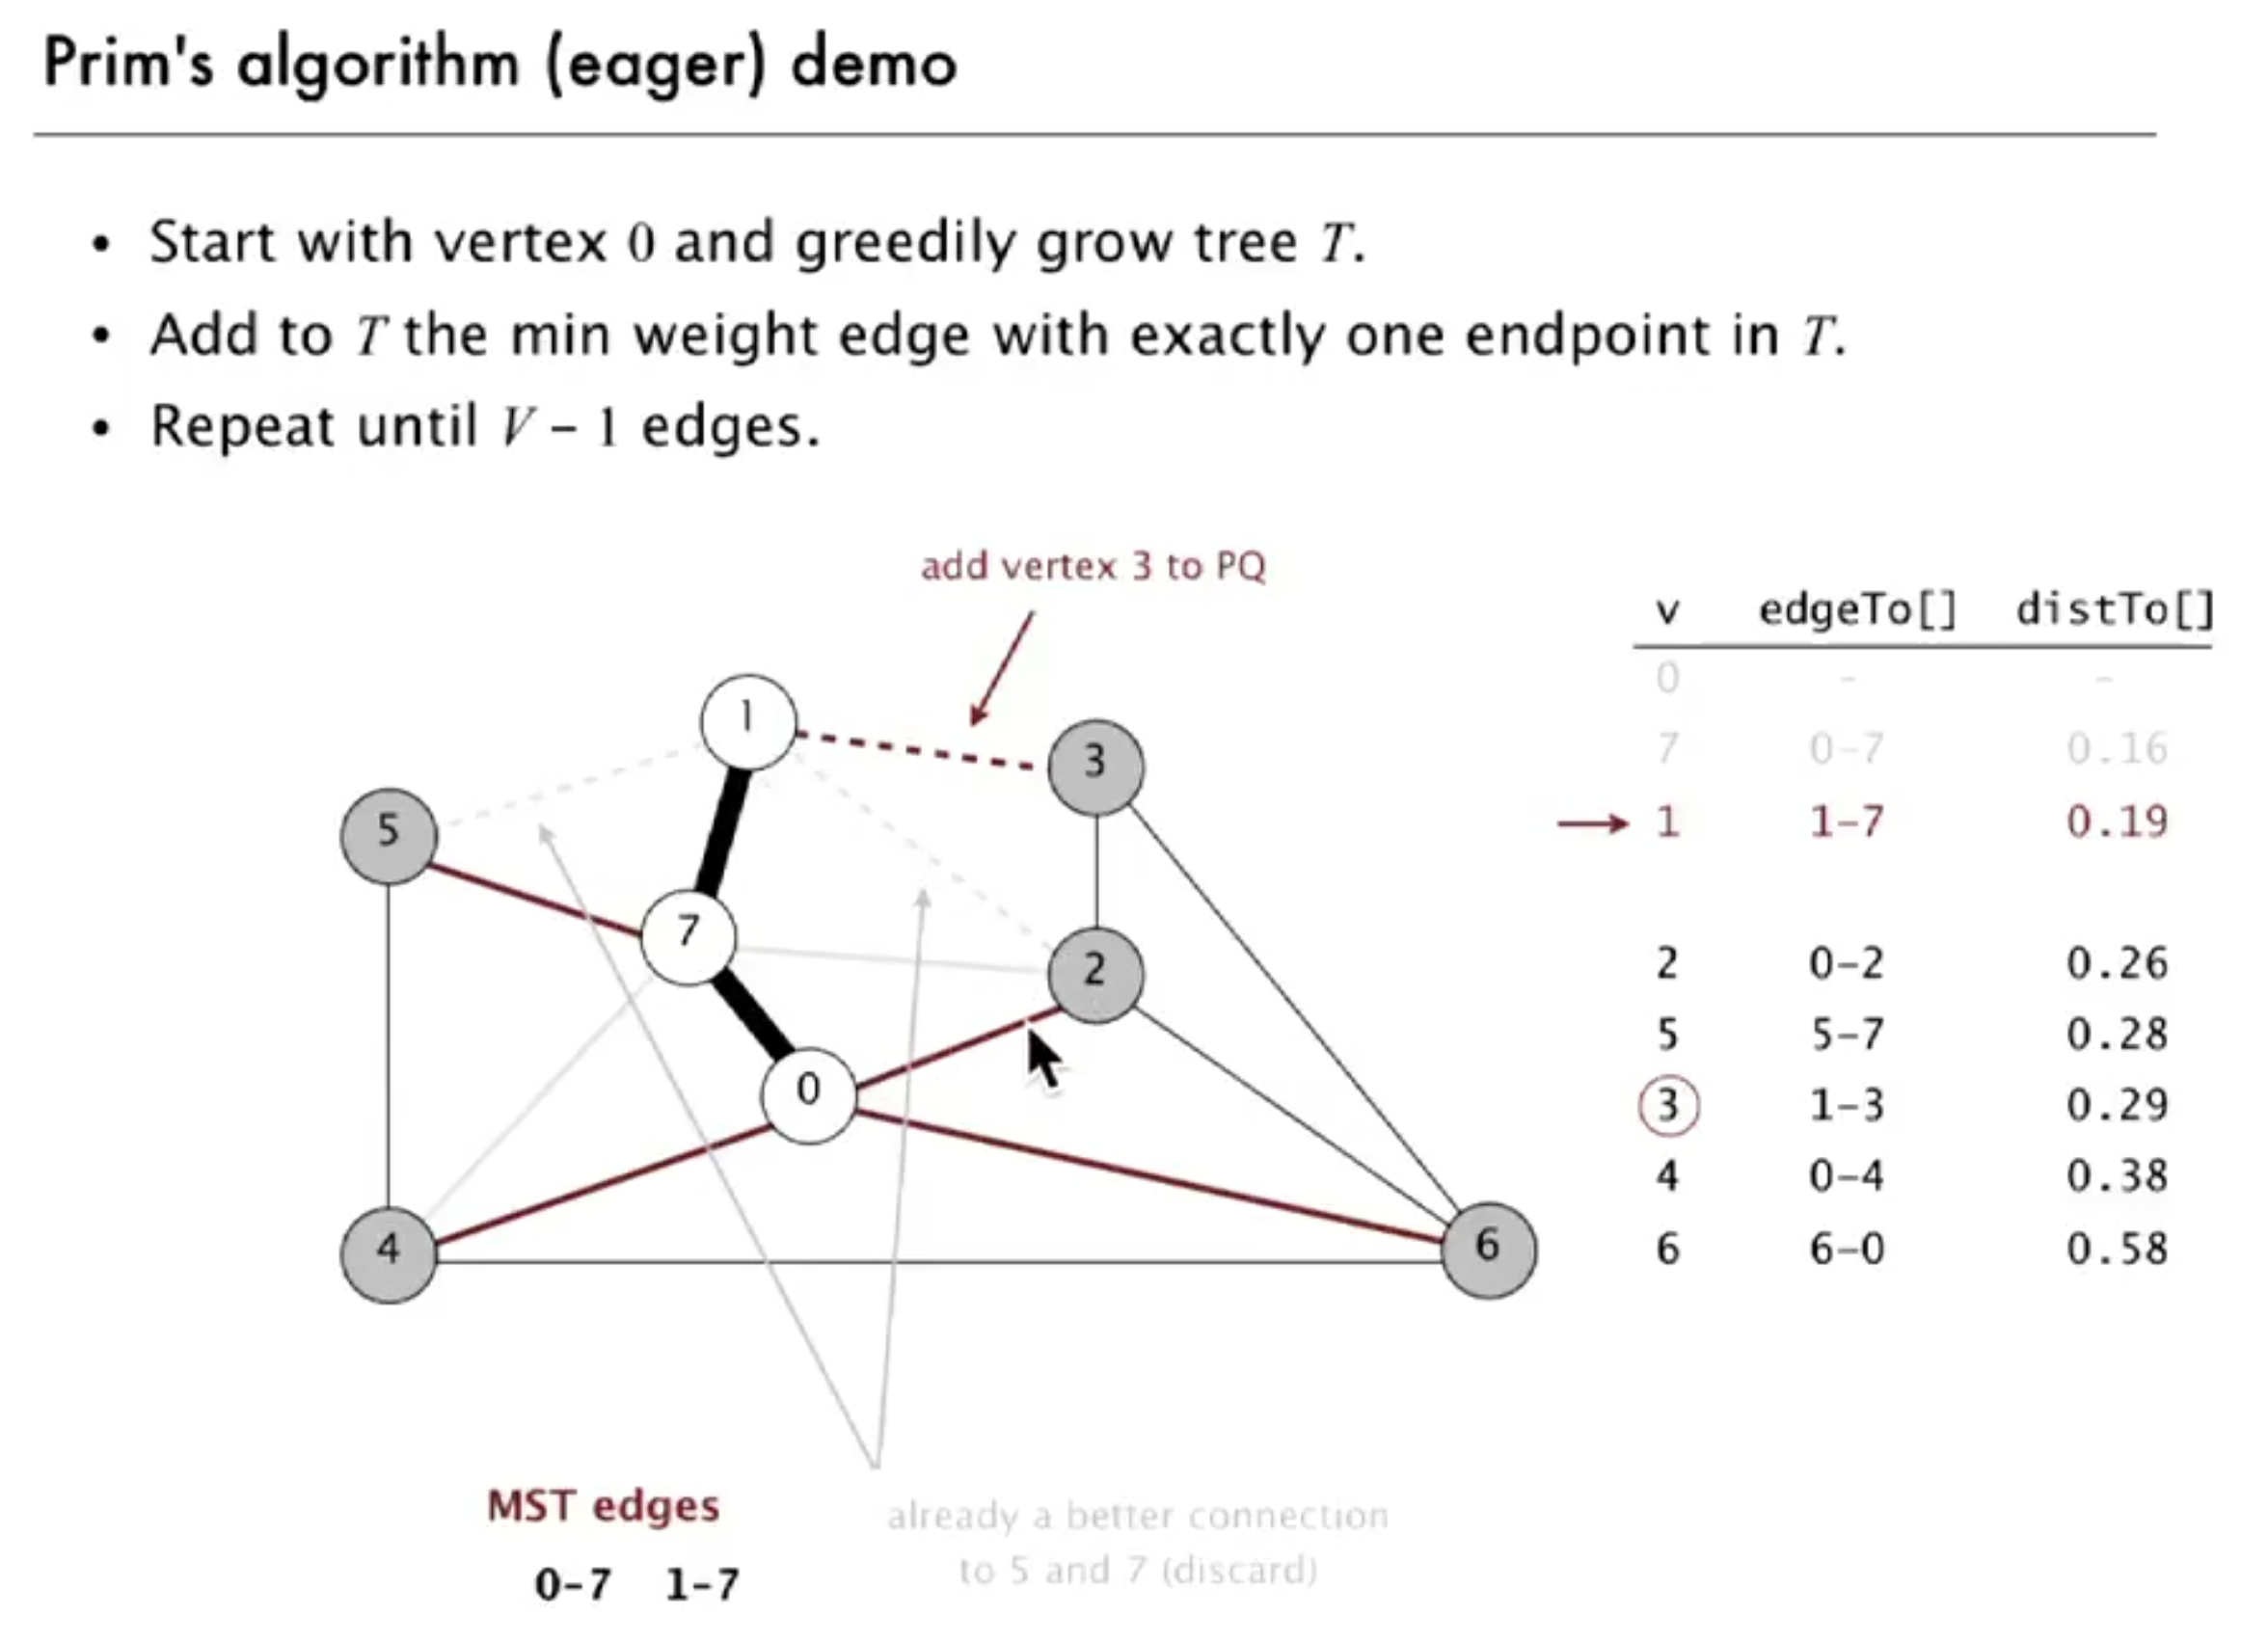 Prim's algorithm (eager) demo
• Start with vertex 0 and greedily grow tree T.
• Add to T the min weight edge with exactly one endpoint in T.
• Repeat until V – 1 edges.
add vertex 3 to PQ
1
3
5
7
2
0
4
6
v edgeTo[] distTo[]
0 – –
7 0–7 0.16
1 1–7 0.19
2 0–2 0.26
5 5–7 0.28
3 1–3 0.29
4 0–4 0.38
6 6–0 0.58
MST edges
0–7 1–7
already a better connection
to 5 and 7 (discard)